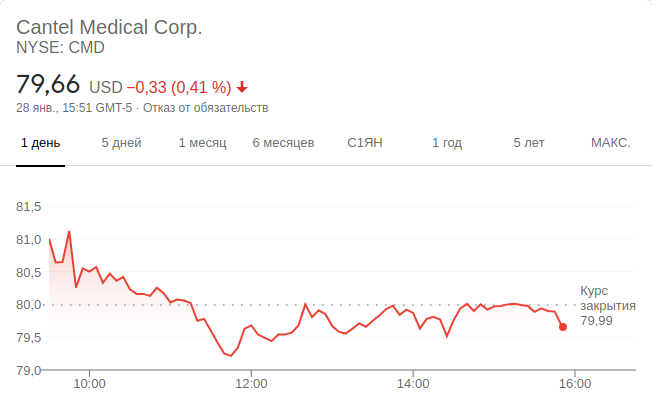 Cantel Medical Corp.
NYSE: CMD
79,66 USD −0,33 (0,41 %)
28 янв., 15:51 GMT-5 · Отказ от обязательств
1 день 5 дней 1 месяц 6 месяцев С1ЯН 1 год 5 лет МАКС.
81,5
81,0
80,5
Курс
80,0 закрытия
79,99
79,5
79,0
10:00 12:00 14:00 16:00